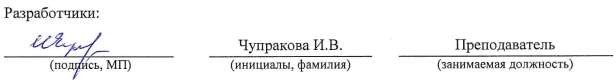 Разработчики:
Чупракова И.В. Преподаватель
(подпись, МП) (инициалы, фамилия) (занимаемая должность)